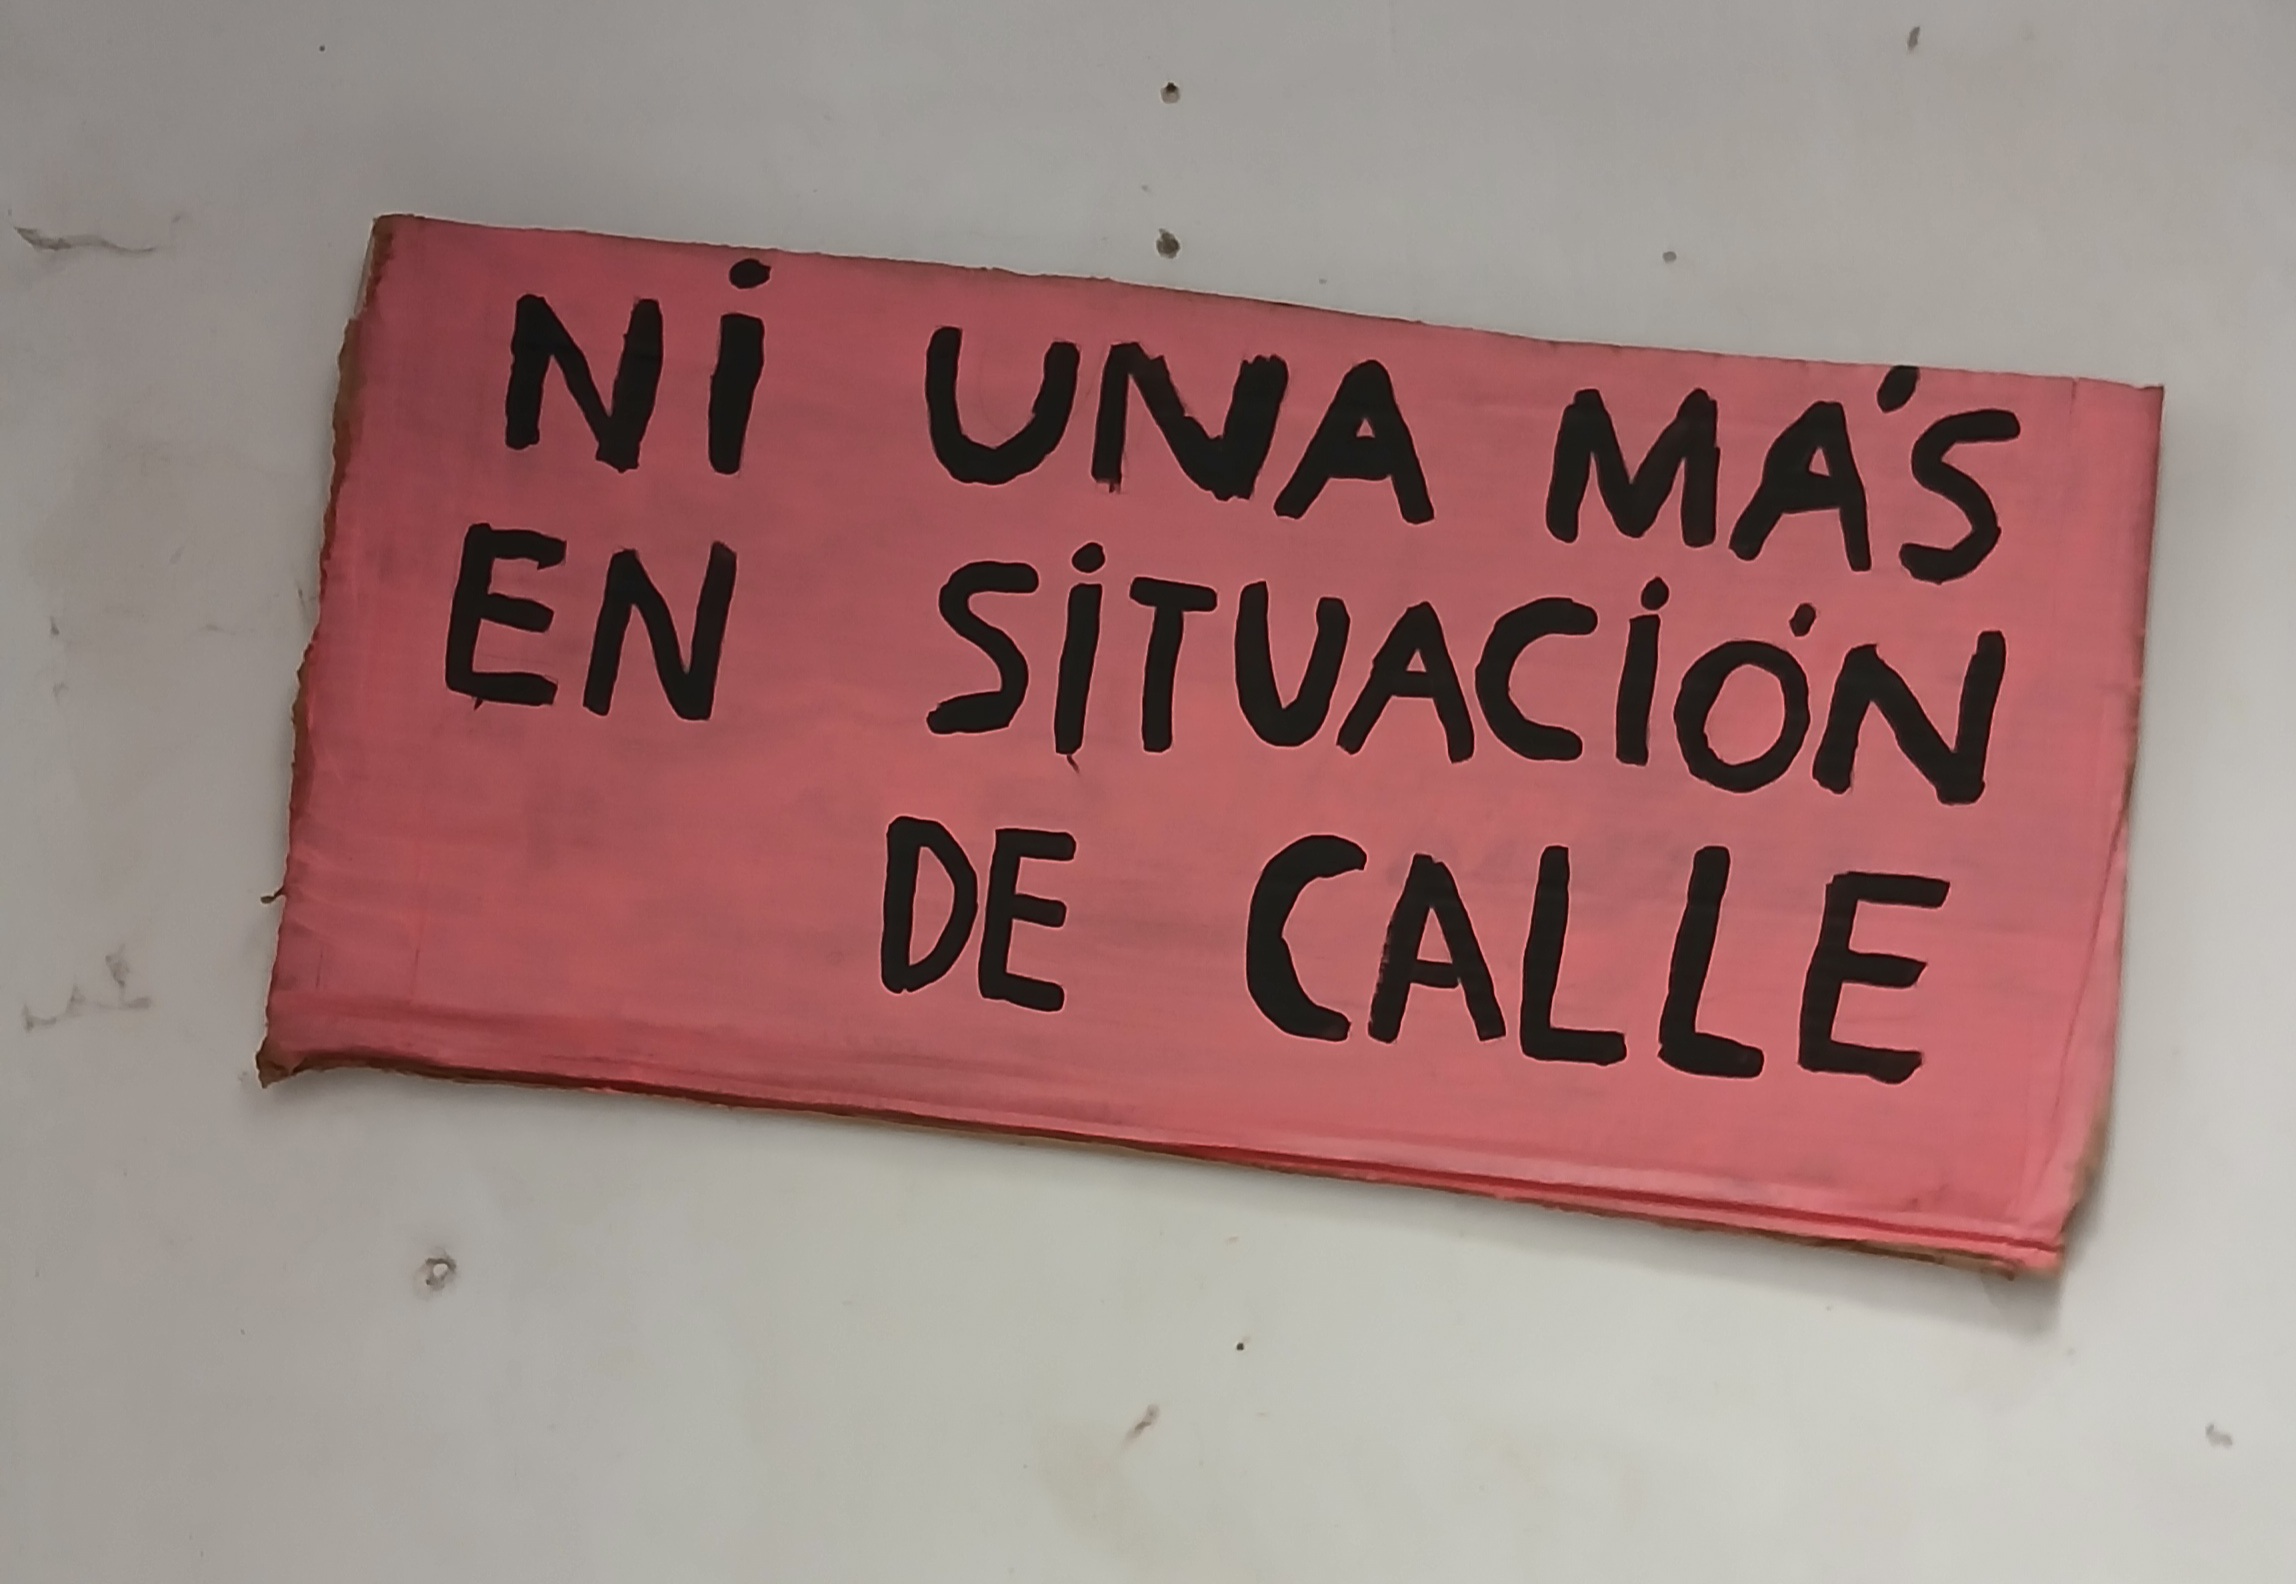 Ni UNA MÁS
EN SiTUACiÓN
DE CALLE